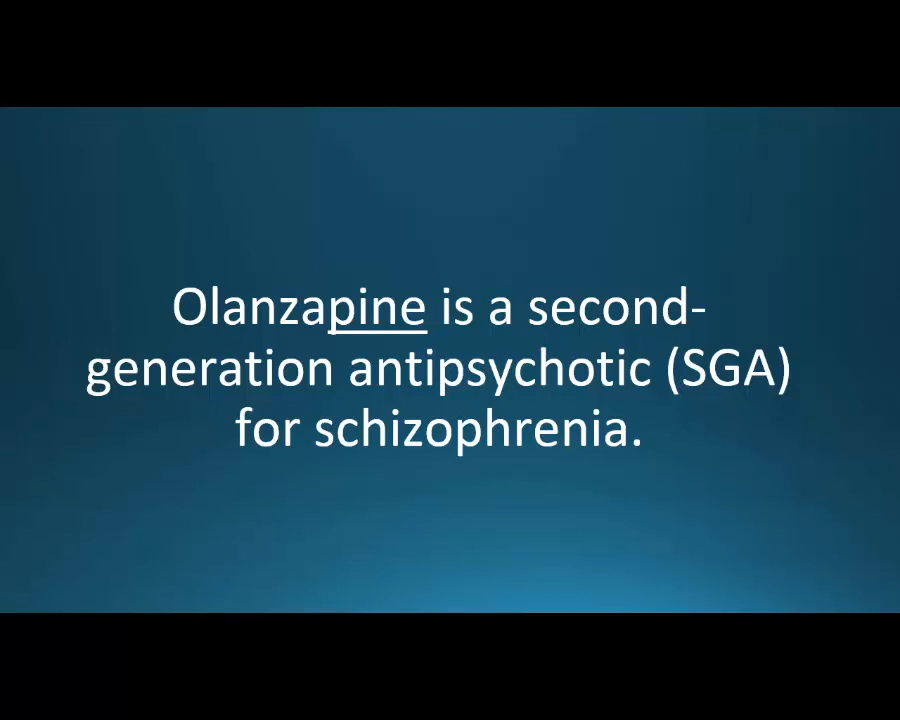 Olanzapine is a second-
generation antipsychotic (SGA)
for schizophrenia.